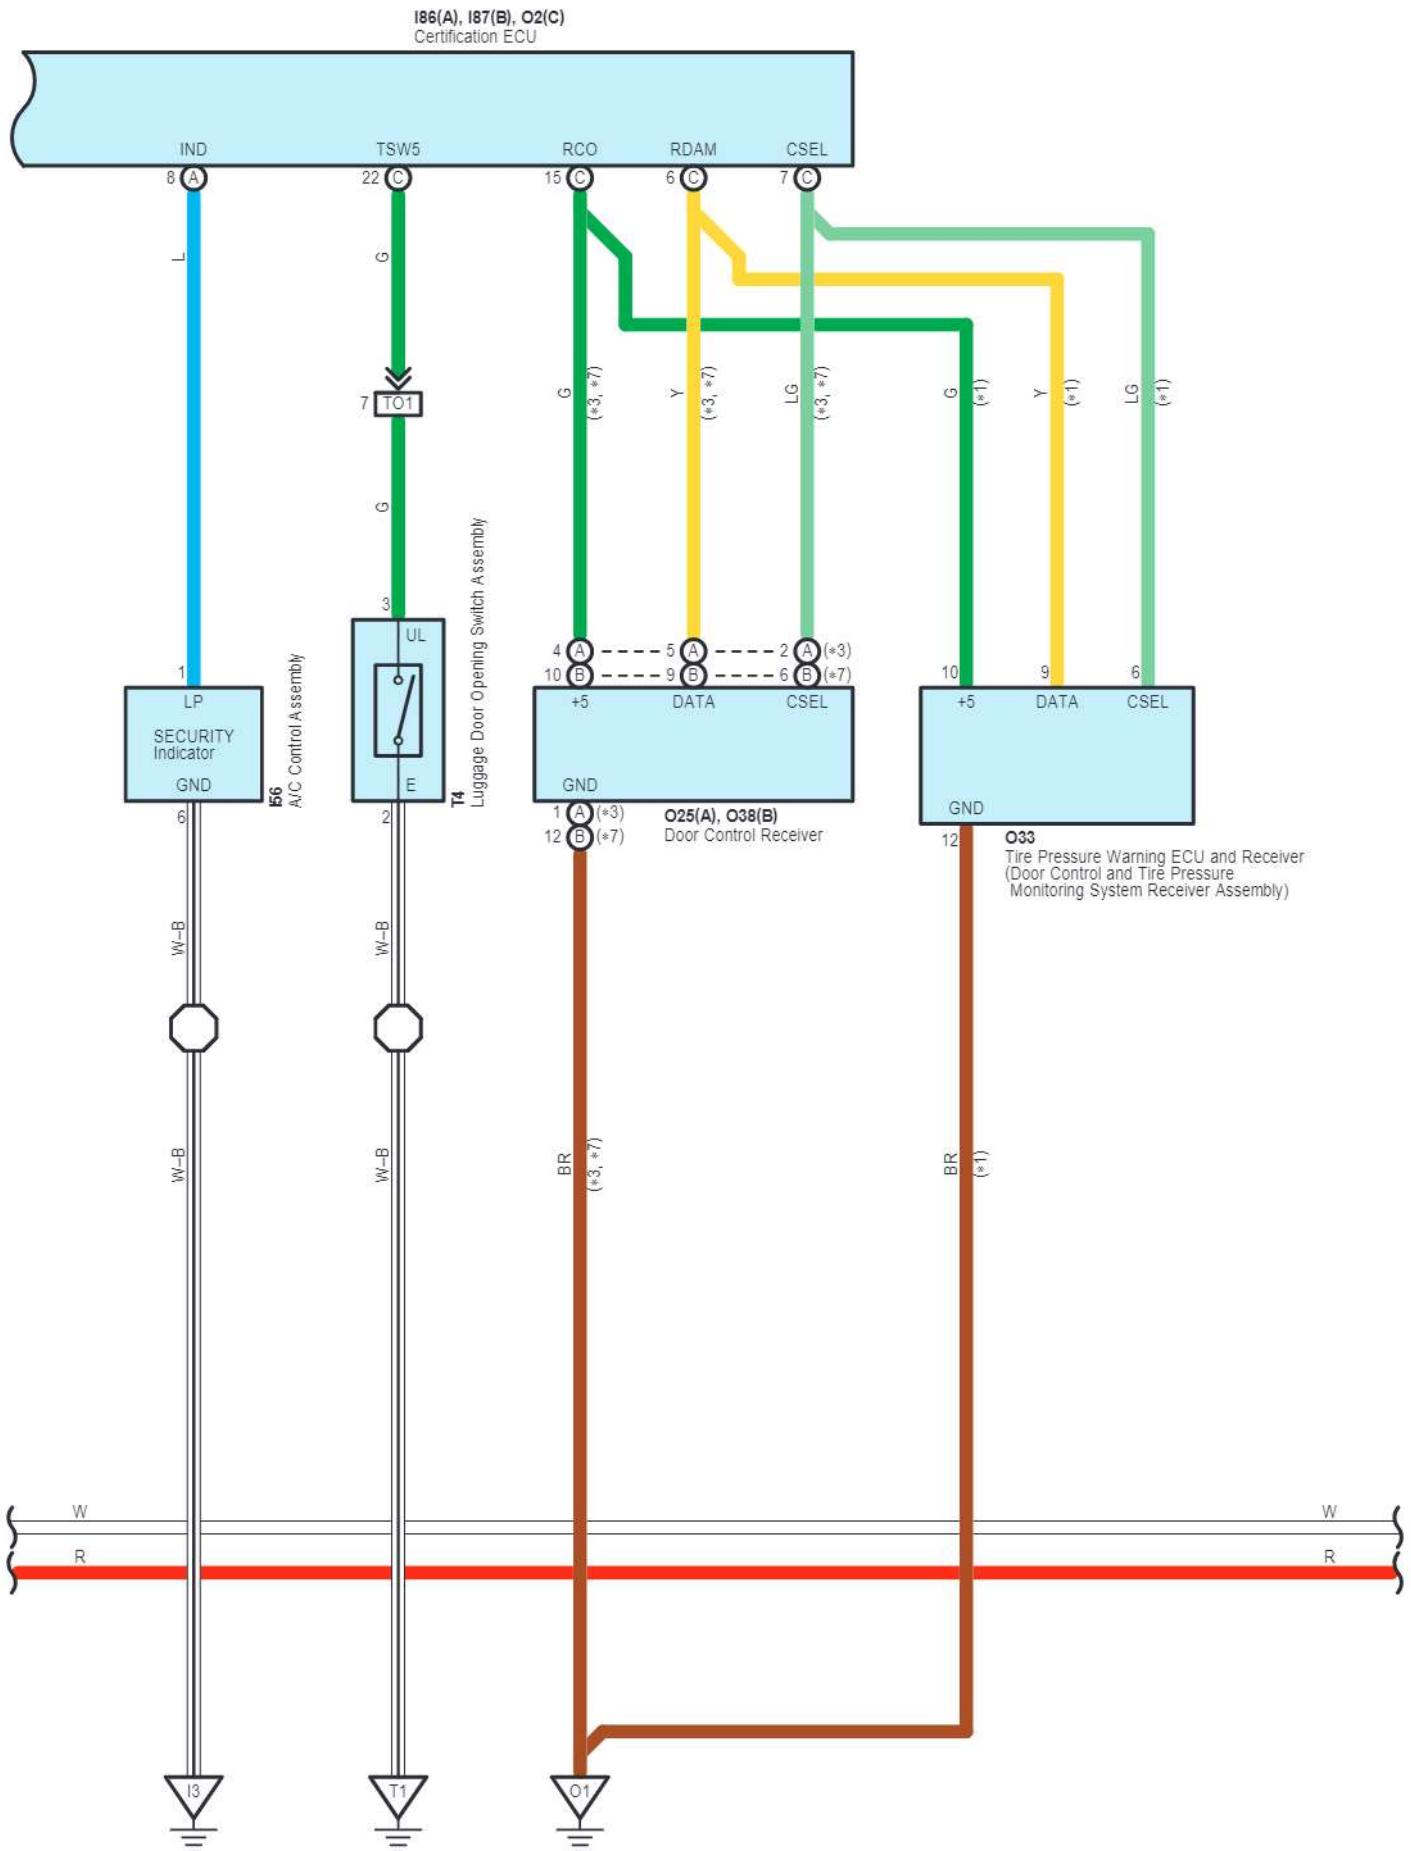 I86(A), I87(B), O2(C)
Certification ECU
IND TSW5 RCO RDAM CSEL
8 A 22 C 15 C 6 C 7 C
L
G
G
(*3, *7)
Y
(*3, *7)
LG
(*3, *7)
G
(*1)
Y
(*1)
LG
(*1)
7 TO1
G
3
UL
E
2
T4
Luggage Door Opening Switch Assembly
1
LP
SECURITY
Indicator
GND
6
I56
A/C Control Assembly
4 A 5 A 2 A (*3)
10 B 9 B 6 B (*7)
+5 DATA CSEL
GND
1 A (*3)
12 B (*7)
O25(A), O38(B)
Door Control Receiver
10 9 6
+5 DATA CSEL
GND
12
O33
Tire Pressure Warning ECU and Receiver
(Door Control and Tire Pressure
Monitoring System Receiver Assembly)
W–B
W–B
W–B
W–B
BR
(*3, *7)
BR
(*1)
W W
R R
I3 T1 O1